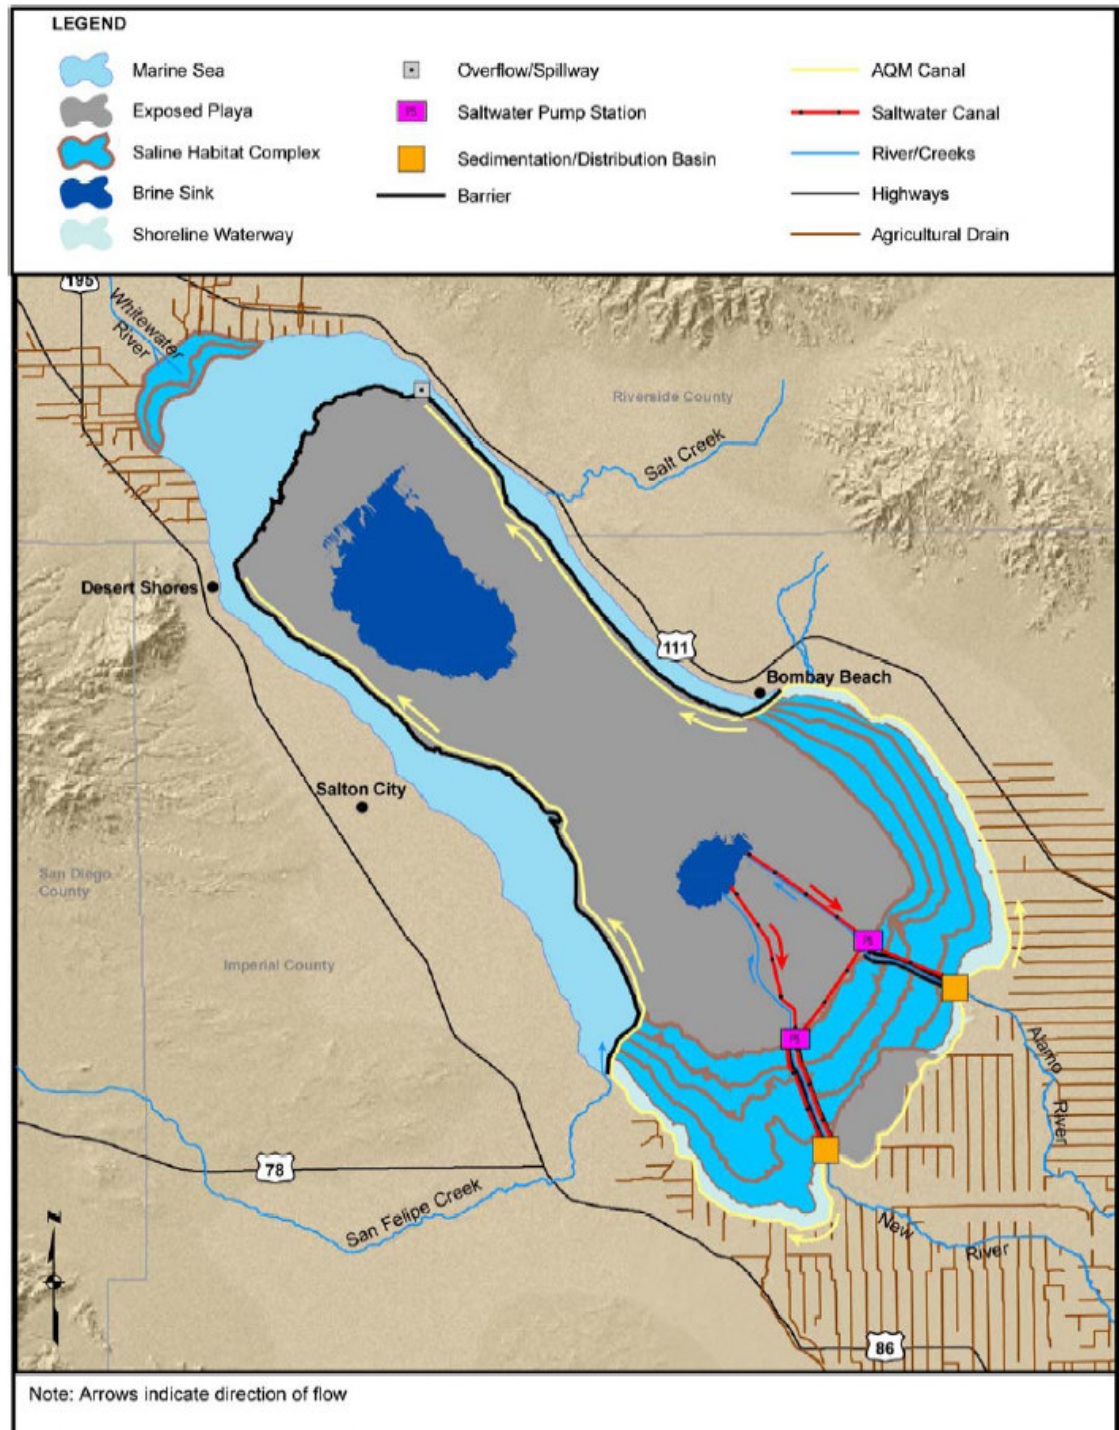 LEGEND
Marine Sea
Exposed Playa
Saline Habitat Complex
Brine Sink
Shoreline Waterway
Overflow/Spillway
PS Saltwater Pump Station
Sedimentation/Distribution Basin
Barrier
AQM Canal
Saltwater Canal
River/Creeks
Highways
Agricultural Drain
195
Whitewater
River
Riverside County
Salt Creek
Desert Shores
111
Bombay Beach
Salton City
San Diego
County
Imperial County
PS
PS
Alamo
River
78
San Felipe Creek
New
River
N
86
Note: Arrows indicate direction of flow